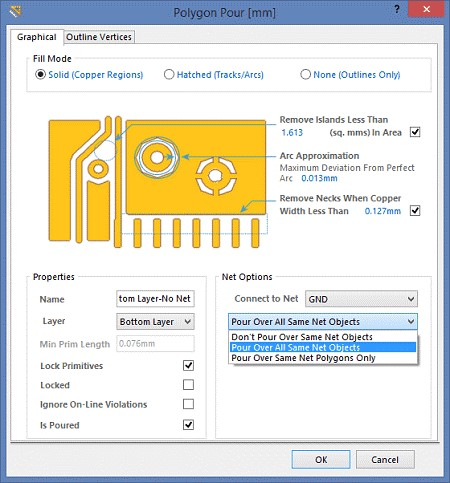 Polygon Pour [mm]
?
Graphical
Outline Vertices
Fill Mode
Solid (Copper Regions)
Hatched (Tracks/Arcs)
None (Outlines Only)
Remove Islands Less Than
1.613 (sq. mms) In Area
Arc Approximation
Maximum Deviation From Perfect
Arc 0.013mm
Remove Necks When Copper
Width Less Than 0.127mm
Properties
Name tom Layer-No Net
Layer Bottom Layer
Min Prim Length 0.076mm
Lock Primitives
Locked
Ignore On-Line Violations
Is Poured
Net Options
Connect to Net GND
Pour Over All Same Net Objects
Don't Pour Over Same Net Objects
Pour Over All Same Net Objects
Pour Over Same Net Polygons Only
OK
Cancel